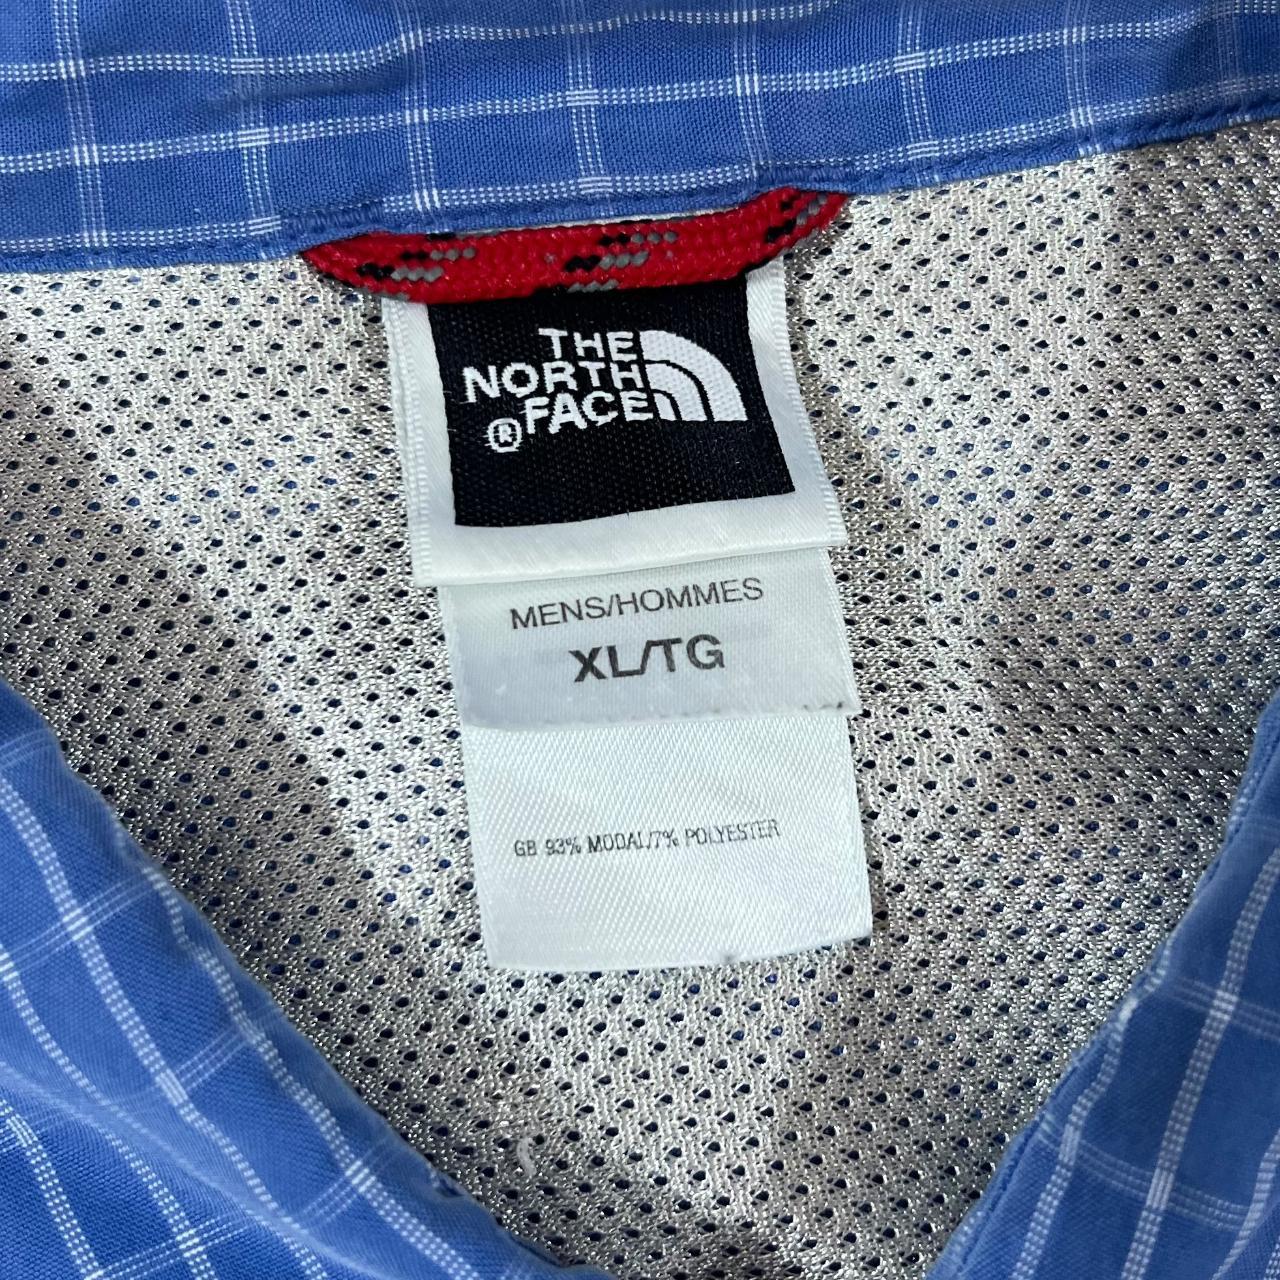 THE
NORTH
®FACE
MENS/HOMMES
XL/TG
GB 93% MODAL/7% POLYESTER